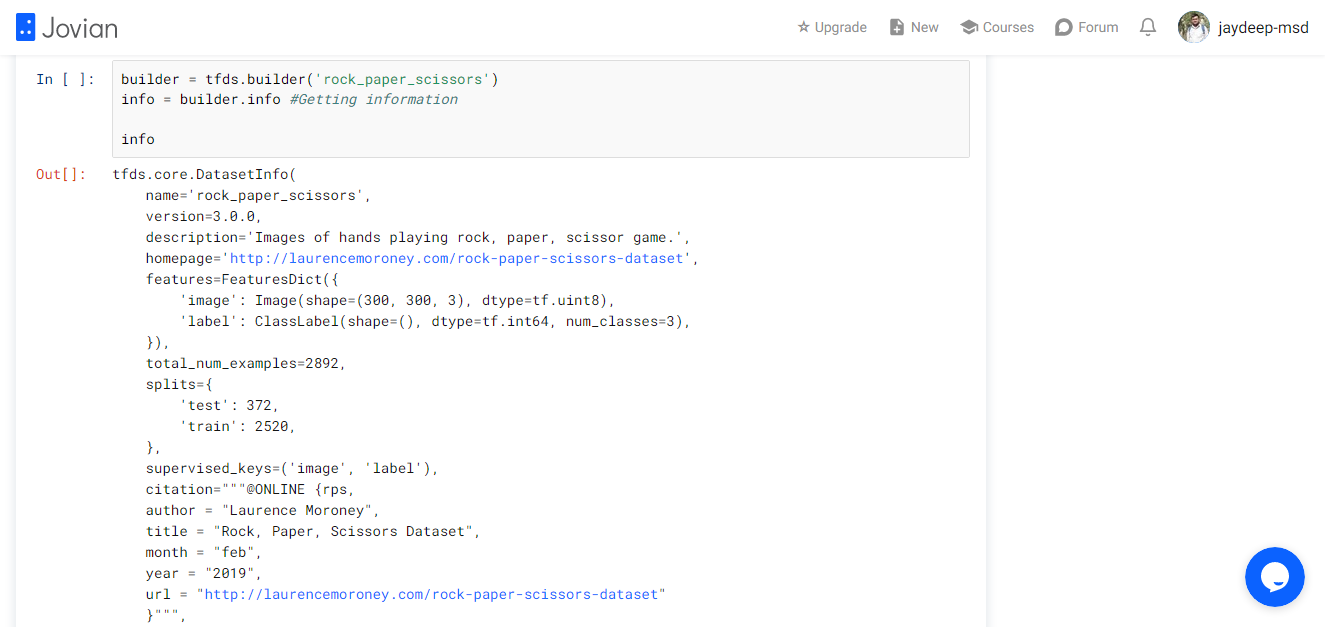 Jovian
Upgrade New Courses Forum jaydeep-msd
In [ ]:
builder = tfds.builder('rock_paper_scissors')
info = builder.info #Getting information
info
Out[]:
tfds.core.DatasetInfo(
    name='rock_paper_scissors',
    version=3.0.0,
    description='Images of hands playing rock, paper, scissor game.',
    homepage='http://laurencemoroney.com/rock-paper-scissors-dataset',
    features=FeaturesDict({
        'image': Image(shape=(300, 300, 3), dtype=tf.uint8),
        'label': ClassLabel(shape=(), dtype=tf.int64, num_classes=3),
    }),
    total_num_examples=2892,
    splits={
        'test': 372,
        'train': 2520,
    },
    supervised_keys=('image', 'label'),
    citation="""@ONLINE {rps,
    author = "Laurence Moroney",
    title = "Rock, Paper, Scissors Dataset",
    month = "feb",
    year = "2019",
    url = "http://laurencemoroney.com/rock-paper-scissors-dataset"
    }""",